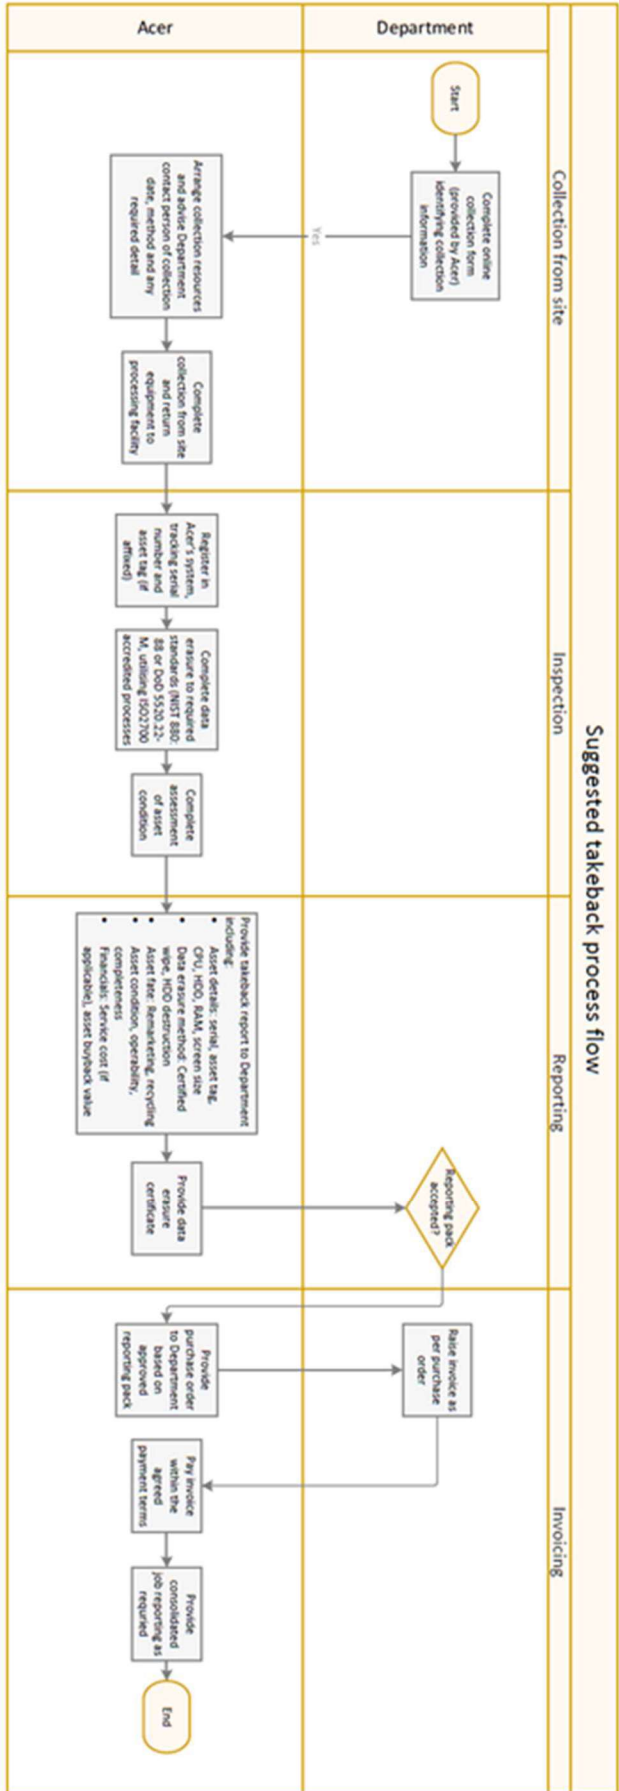 Suggested takeback process flow
Collection from site
Inspection
Reporting
Invoicing
Department
Start
Complete online
collection form
(provided by Acer)
identifying collection
information
Yes
Reporting pack
accepted?
Raise invoice as
per purchase
order
Acer
Arrange collection resources
and advise Department
contact person of collection
date, method and any
required detail
Complete
collection from site
and return
equipment to
processing facility
Register in
Acer's system,
tracking serial
number and
asset tag (if
affixed)
Complete data
erasure to required
standards (NIST 880:
88 or DoD 5520.22-
M, utilising ISO2700
accredited processes
Complete
assessment
of asset
condition
Provide takeback report to Department
including:
• Asset details: serial, asset tag,
CPU, HDD, RAM, screen size
• Data erasure method: Certified
wipe, HDD destruction
• Asset fate: Remarketing, recycling
• Asset condition, operability,
completeness
• Financials: Service cost (if
applicable), asset buyback value
Provide data
erasure
certificate
Provide
purchase order
to Department
based on
approved
reporting pack
Pay invoice
within the
agreed
payment terms
Provide
consolidated
job reporting as
requried
End